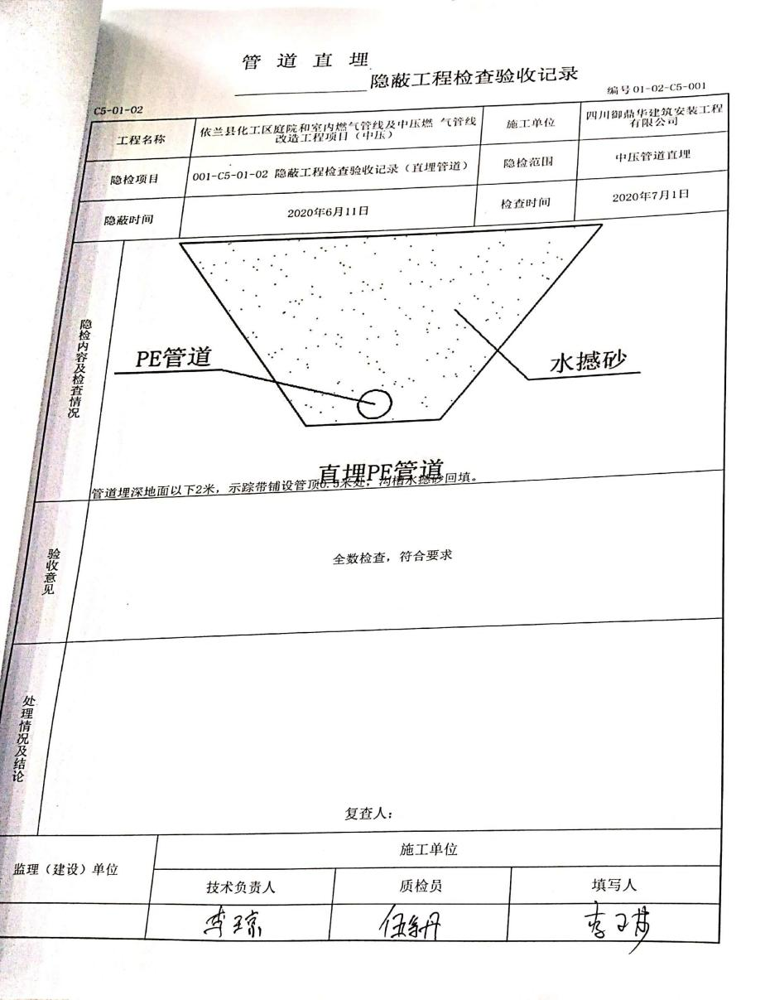 管道直埋
隐蔽工程检查验收记录
编号 01-02-C5-001
C5-01-02
工程名称
依兰县化工区庭院和室内燃气管线及中压燃 气管线
改造工程项目（中压）
施工单位
四川御鼎华建筑安装工程
有限公司
隐检项目
001-C5-01-02 隐蔽工程检查验收记录（直埋管道）
隐检范围
中压管道直埋
隐蔽时间
2020年6月11日
检查时间
2020年7月1日
隐检内容及检查情况
PE管道
水撼砂
直埋PE管道
管道埋深地面以下2米，示踪带铺设管顶0.5米处，沟槽水撼砂回填。
验收意见
全数检查，符合要求
处理情况及结论
复查人：
监理（建设）单位
施工单位
技术负责人
质检员
填写人